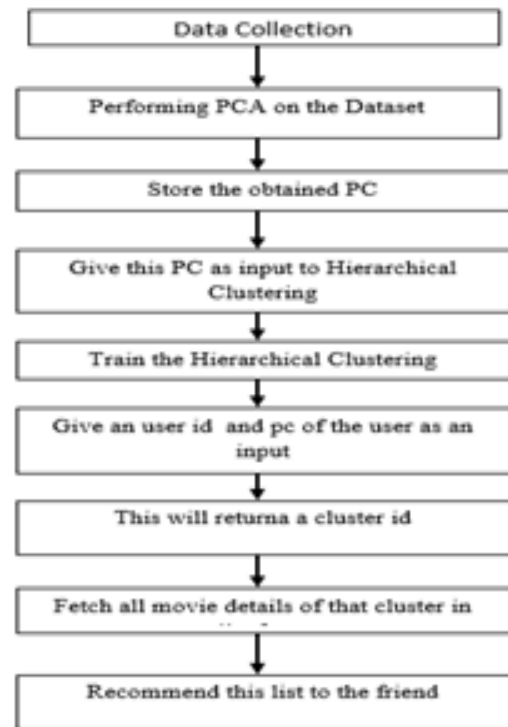 Data Collection
Performing PCA on the Dataset
Store the obtained PC
Give this PC as input to Hierarchical
Clustering
Train the Hierarchical Clustering
Give an user id and pc of the user as an
input
This will returna a cluster id
Fetch all movie details of that cluster in
Recommend this list to the friend